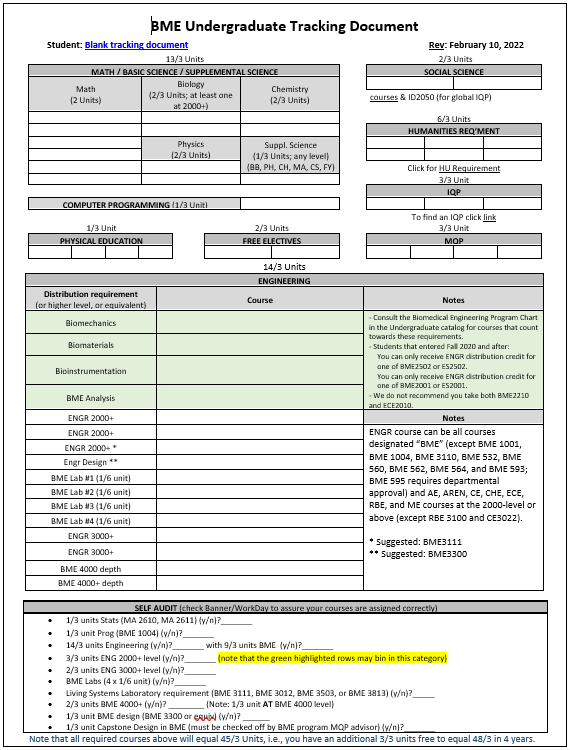 BME Undergraduate Tracking Document
Student: Blank tracking document
Rev: February 10, 2022
13/3 Units
MATH / BASIC SCIENCE / SUPPLEMENTAL SCIENCE
Math
(2 Units)
Biology
(2/3 Units; at least one
at 2000+)
Chemistry
(2/3 Units)
Physics
(2/3 Units)
Suppl. Science
(1/3 Units; any level)
(BB, PH, CH, MA, CS, FY)
COMPUTER PROGRAMMING (1/3 Unit)
2/3 Units
SOCIAL SCIENCE
courses & ID2050 (for global IQP)
6/3 Units
HUMANITIES REQ'MENT
Click for HU Requirement
3/3 Unit
IQP
To find an IQP click link
1/3 Unit
PHYSICAL EDUCATION
2/3 Units
FREE ELECTIVES
3/3 Unit
MQP
14/3 Units
ENGINEERING
Distribution requirement
(or higher level, or equivalent)
Course
Notes
Biomechanics
Biomaterials
Bioinstrumentation
BME Analysis
- Consult the Biomedical Engineering Program Chart
in the Undergraduate catalog for courses that count
towards these requirements.
- Students that entered Fall 2020 and after:
You can only receive ENGR distribution credit for
one of BME2502 or ES2502.
You can only receive ENGR distribution credit for
one of BME2001 or ES2001.
- We do not recommend you take both BME2210
and ECE2010.
ENGR 2000+
ENGR 2000+
ENGR 2000+ *
Engr Design **
BME Lab #1 (1/6 unit)
BME Lab #2 (1/6 unit)
BME Lab #3 (1/6 unit)
BME Lab #4 (1/6 unit)
ENGR 3000+
ENGR 3000+
BME 4000 depth
BME 4000+ depth
Notes
ENGR course can be all courses
designated "BME" (except BME 1001,
BME 1004, BME 3110, BME 532, BME
560, BME 562, BME 564, and BME 593;
BME 595 requires departmental
approval) and AE, AREN, CE, CHE, ECE,
RBE, and ME courses at the 2000-level or
above (except RBE 3100 and CE3022).
* Suggested: BME3111
** Suggested: BME3300
SELF AUDIT (check Banner/WorkDay to assure your courses are assigned correctly)
• 1/3 units Stats (MA 2610, MA 2611) (y/n)?_______
• 1/3 unit Prog (BME 1004) (y/n)?_______
• 14/3 units Engineering (y/n)?_______ with 9/3 units BME (y/n)?_______
• 3/3 units ENG 2000+ level (y/n)?_______ (note that the green highlighted rows may bin in this category)
• 2/3 units ENG 3000+ level (y/n)?_______
• BME Labs (4 x 1/6 unit) (y/n)?_______
• Living Systems Laboratory requirement (BME 3111, BME 3012, BME 3503, or BME 3813) (y/n)?_____
• 2/3 units BME 4000+ (y/n)? _______ (Note: 1/3 unit AT BME 4000 level)
• 1/3 unit BME design (BME 3300 or equiv) (y/n)?_______
• 1/3 unit Capstone Design in BME (must be checked off by BME program MQP advisor) (y/n)?_______
Note that all required courses above will equal 45/3 Units, i.e., you have an additional 3/3 units free to equal 48/3 in 4 years.